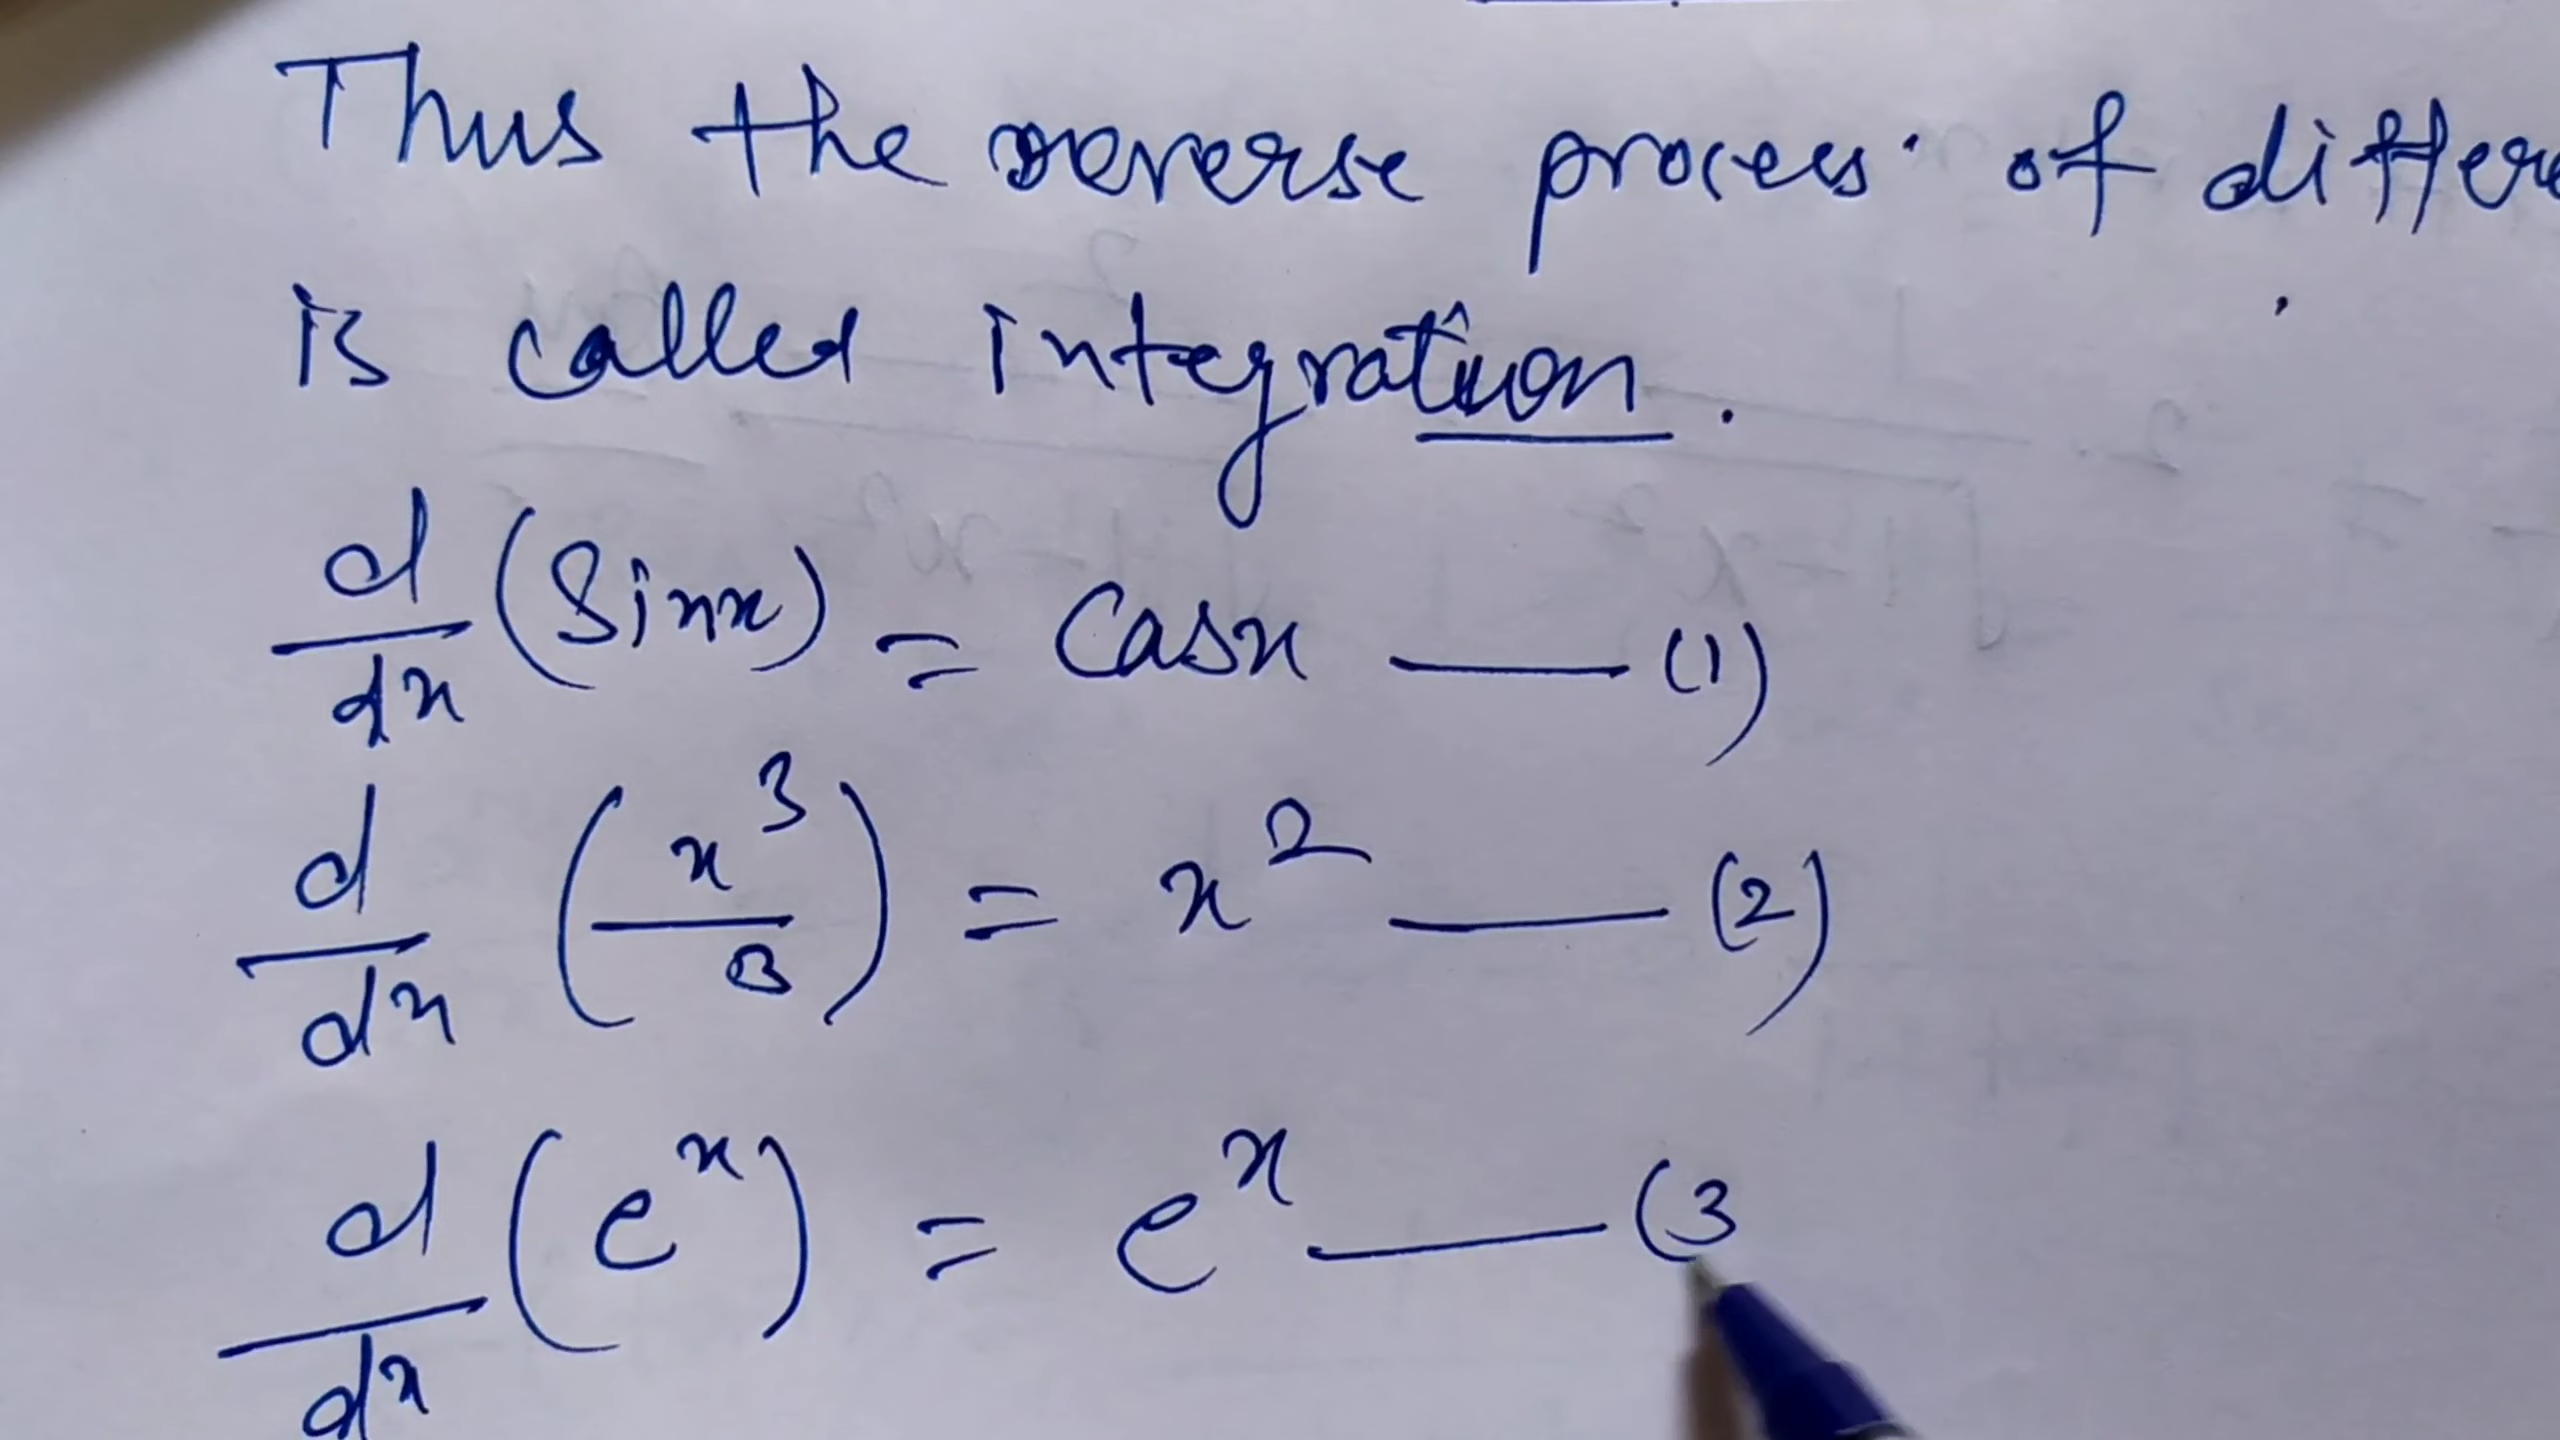 Thus the reverse process of differe
is called integration.
d/dx (Sinx) = Cosx — (1)
d/dx (x³/3) = x² — (2)
d/dx (eˣ) = eˣ — (3